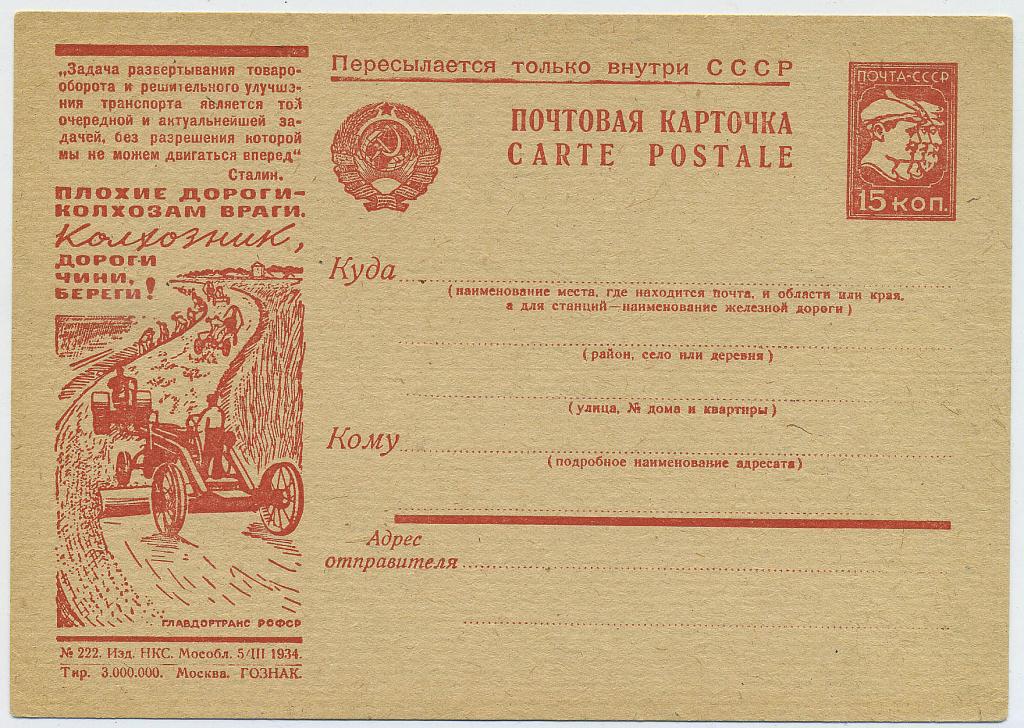 „Задача развертывания товаро-
оборота и решительного улучше-
ния транспорта является той
очередной и актуальнейшей за-
дачей, без разрешения которой
мы не можем двигаться вперед“
Сталин.
ПЛОХИЕ ДОРОГИ–
КОЛХОЗАМ ВРАГИ.
Колхозник,
ДОРОГИ
ЧИНИ,
БЕРЕГИ!
ГЛАВДОРТРАНС РСФСР
№ 222. Изд. НКС. Мособл. 5/III 1934.
Тир. 3.000.000. Москва. ГОЗНАК.
Пересылается только внутри СССР
ПОЧТОВАЯ КАРТОЧКА
CARTE POSTALE
ПОЧТА-СССР
15 КОП.
Куда
(наименование места, где находится почта, и области или края,
а для станций—наименование железной дороги)
(район, село или деревня)
(улица, № дома и квартиры)
Кому
(подробное наименование адресата)
Адрес
отправителя